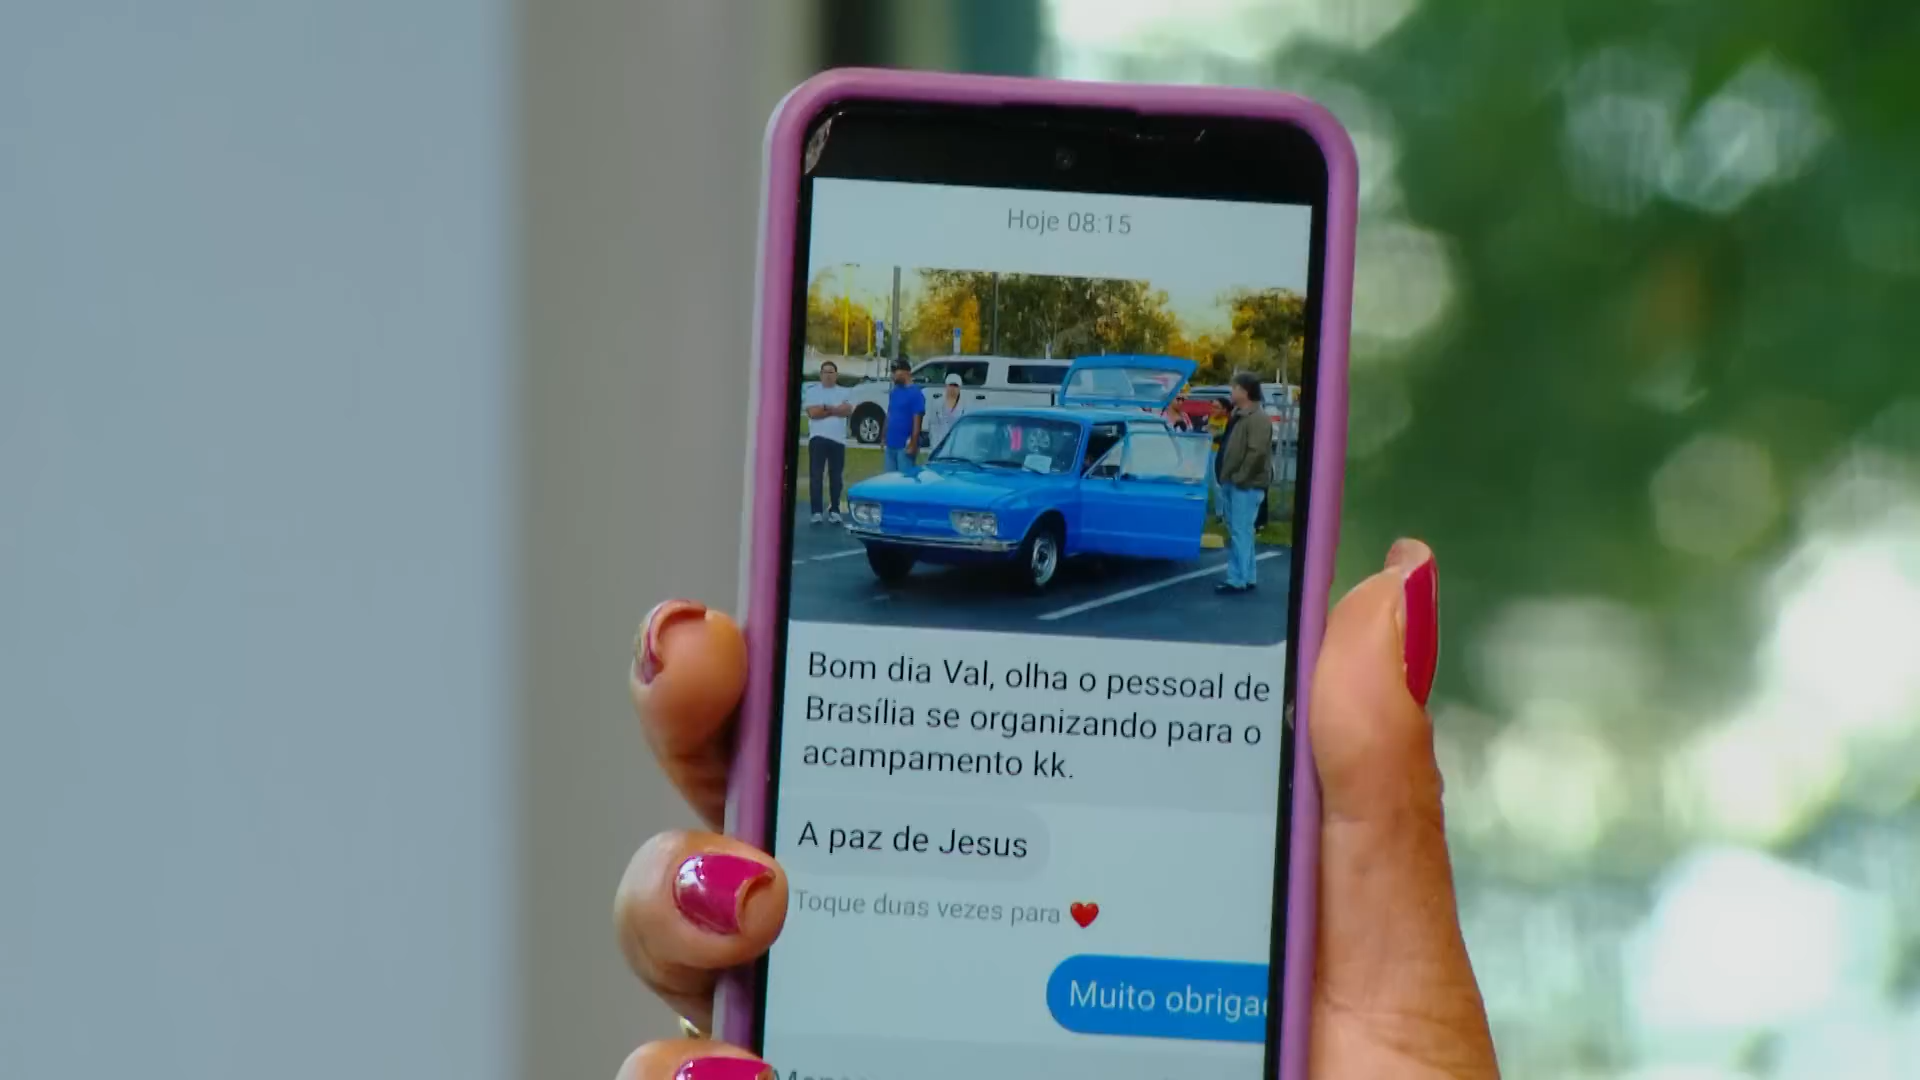 Hoje 08:15
Bom dia Val, olha o pessoal de
Brasília se organizando para o
acampamento kk.
A paz de Jesus
Toque duas vezes para ❤️
Muito